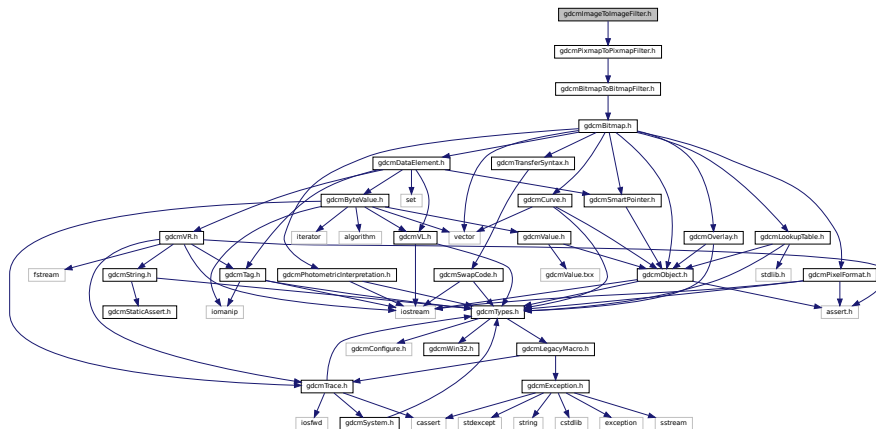 gdcmImageToImageFilter.h
gdcmPixmapToPixmapFilter.h
gdcmBitmapToBitmapFilter.h
gdcmBitmap.h
gdcmDataElement.h
gdcmTransferSyntax.h
gdcmByteValue.h
set
gdcmCurve.h
gdcmSmartPointer.h
gdcmVR.h
iterator
algorithm
gdcmVL.h
vector
gdcmValue.h
gdcmOverlay.h
gdcmLookupTable.h
fstream
gdcmString.h
gdcmTag.h
gdcmPhotometricInterpretation.h
gdcmSwapCode.h
gdcmValue.txx
gdcmObject.h
stdlib.h
gdcmPixelFormat.h
gdcmStaticAssert.h
iomanip
iostream
gdcmTypes.h
assert.h
gdcmConfigure.h
gdcmWin32.h
gdcmLegacyMacro.h
gdcmTrace.h
gdcmException.h
iosfwd
gdcmSystem.h
cassert
stdexcept
string
cstdlib
exception
sstream